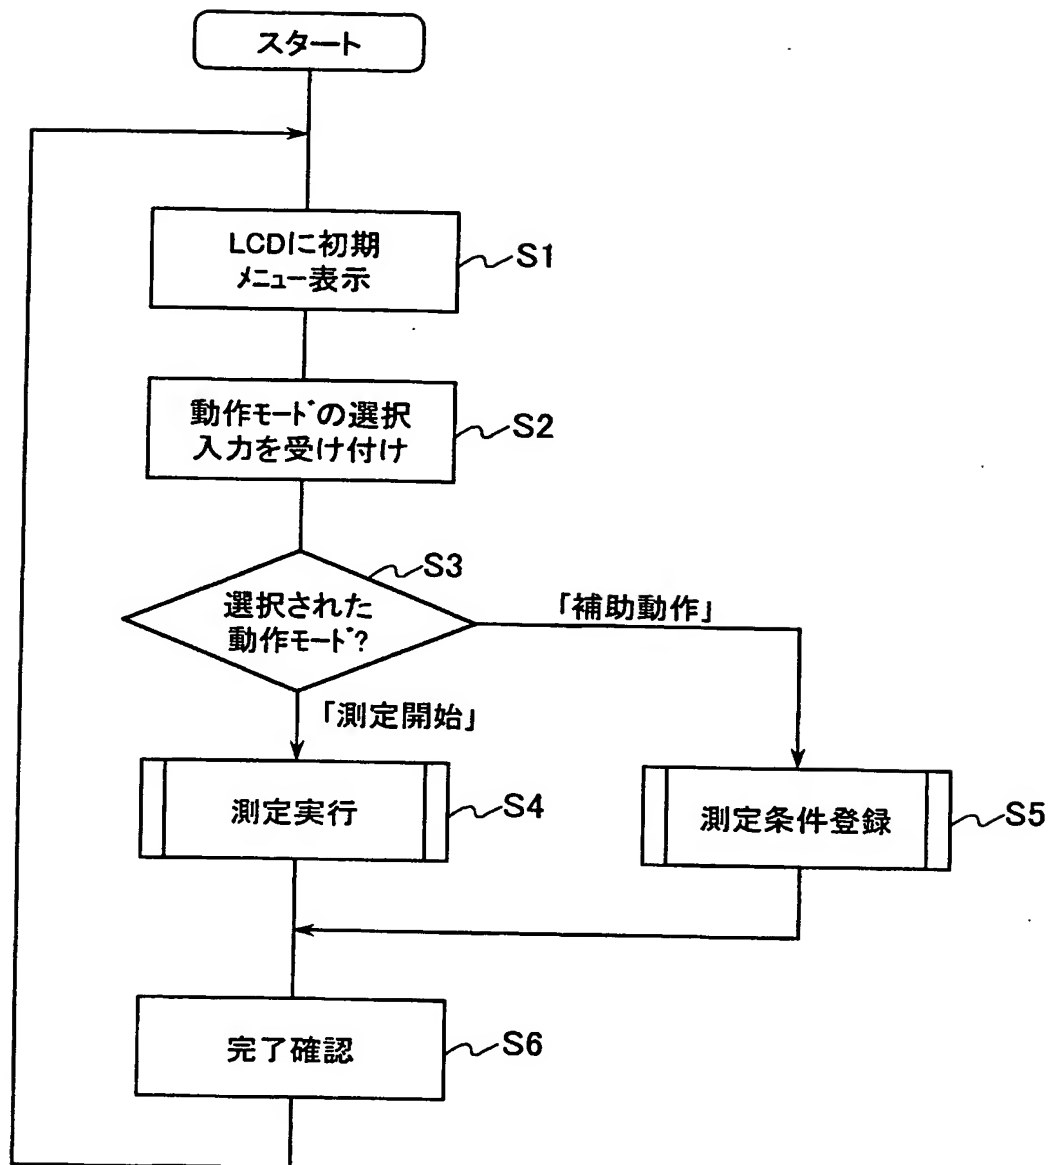 スタート
LCDに初期
メニュー表示
S1
動作モードの選択
入力を受け付け
S2
S3
選択された
動作モード?
「補助動作」
「測定開始」
測定実行
S4
測定条件登録
S5
完了確認
S6